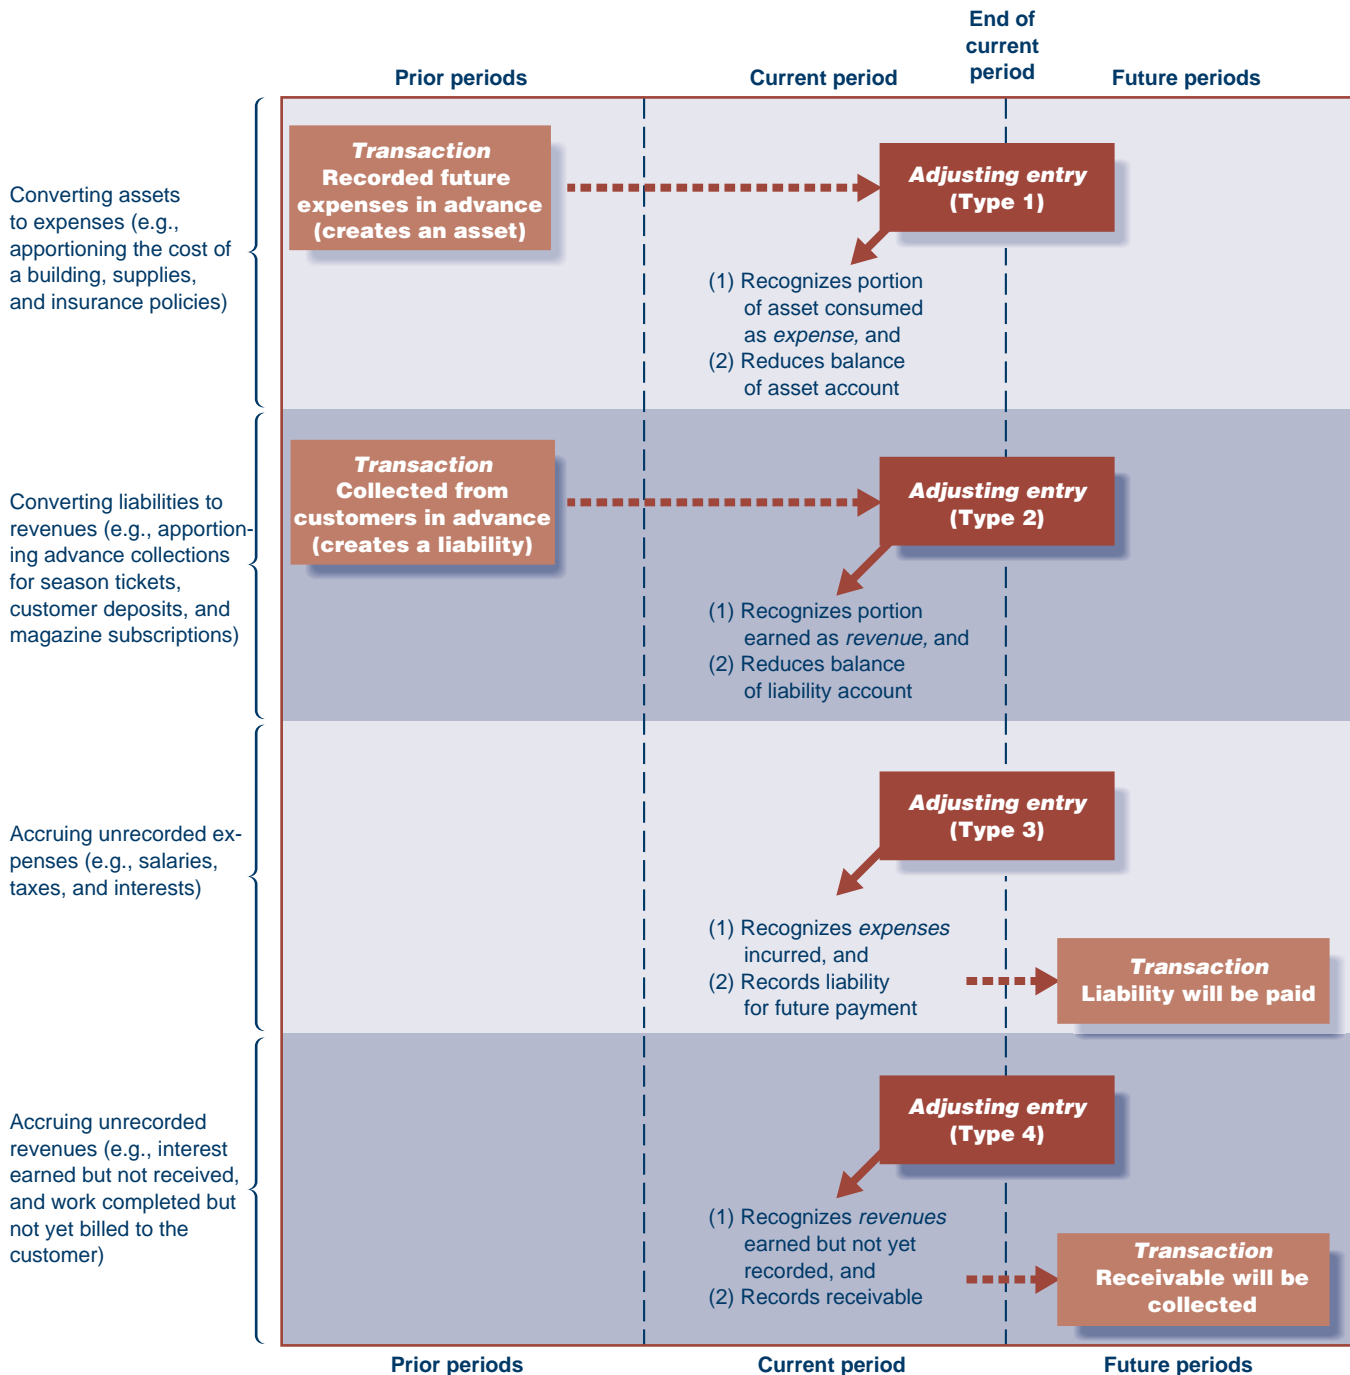 End of
current
period
Prior periods
Current period
Future periods
Converting assets
to expenses (e.g.,
apportioning the cost of
a building, supplies,
and insurance policies)
Transaction
Recorded future
expenses in advance
(creates an asset)
Adjusting entry
(Type 1)
(1) Recognizes portion
of asset consumed
as expense, and
(2) Reduces balance
of asset account
Converting liabilities to
revenues (e.g., apportion-
ing advance collections
for season tickets,
customer deposits, and
magazine subscriptions)
Transaction
Collected from
customers in advance
(creates a liability)
Adjusting entry
(Type 2)
(1) Recognizes portion
earned as revenue, and
(2) Reduces balance
of liability account
Accruing unrecorded ex-
penses (e.g., salaries,
taxes, and interests)
Adjusting entry
(Type 3)
(1) Recognizes expenses
incurred, and
(2) Records liability
for future payment
Transaction
Liability will be paid
Accruing unrecorded
revenues (e.g., interest
earned but not received,
and work completed but
not yet billed to the
customer)
Adjusting entry
(Type 4)
(1) Recognizes revenues
earned but not yet
recorded, and
(2) Records receivable
Transaction
Receivable will be
collected
Prior periods
Current period
Future periods